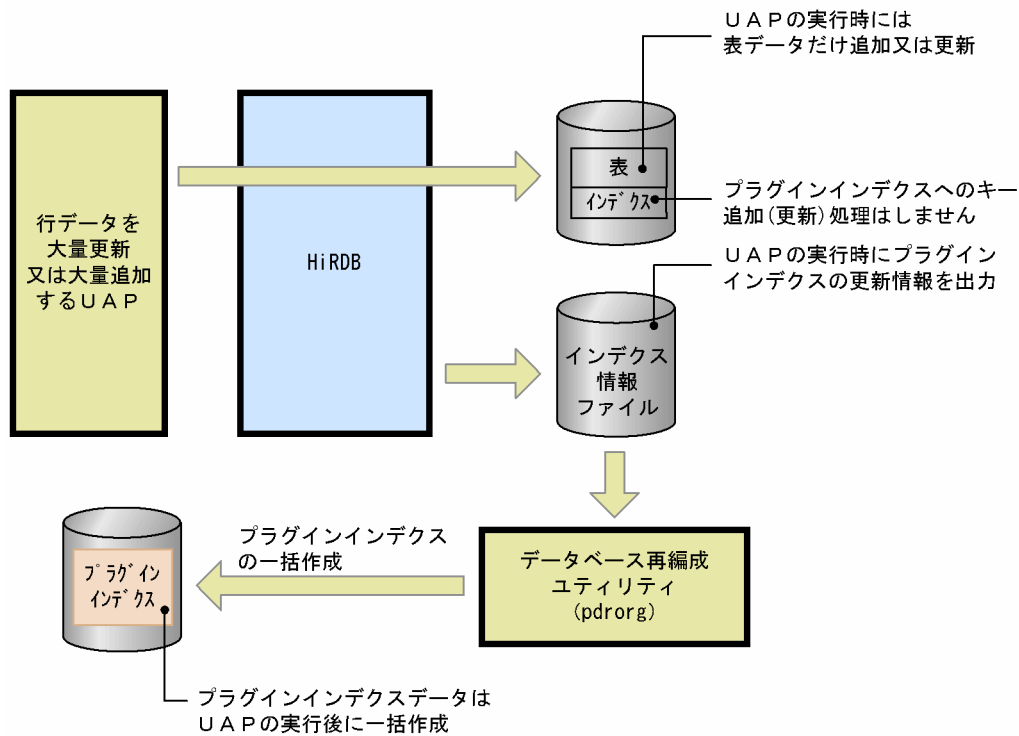 ＵＡＰの実行時には
表データだけ追加又は更新
行データを
大量更新
又は大量追加
するＵＡＰ
HiRDB
表
ｲﾝﾃﾞｸｽ
プラグインインデクスへのキー
追加(更新)処理はしません
ＵＡＰの実行時にプラグイン
インデクスの更新情報を出力
インデクス
情報
ファイル
プラグインインデクス
の一括作成
ﾌﾟﾗｸﾞｲﾝ
ｲﾝﾃﾞｸｽ
データベース再編成
ユティリティ
(pdrorg)
プラグインインデクスデータは
ＵＡＰの実行後に一括作成